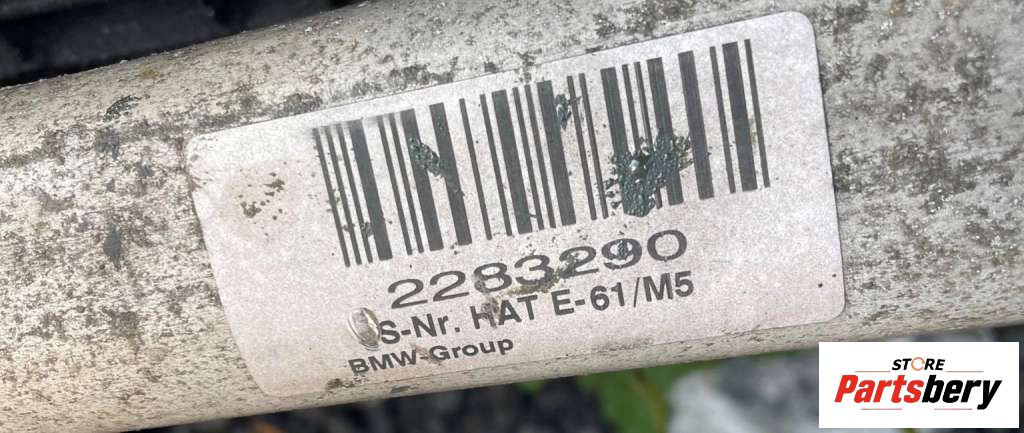 2283290
S-Nr. HAT E-61/M5
BMW-Group
STORE
Partsbery